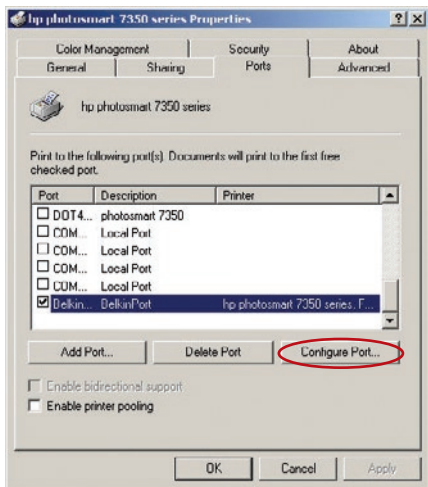 hp photosmart 7350 series Properties
Color Management Security About
General Sharing Ports Advanced
hp photosmart 7350 series
Print to the following port(s). Documents will print to the first free
checked port.
Port Description Printer
DOT4... photosmart 7350
COM... Local Port
COM... Local Port
COM... Local Port
COM... Local Port
Belkin... BelkinPort hp photosmart 7350 series. F...
Add Port... Delete Port Configure Port...
Enable bidirectional support
Enable printer pooling
OK Cancel Apply